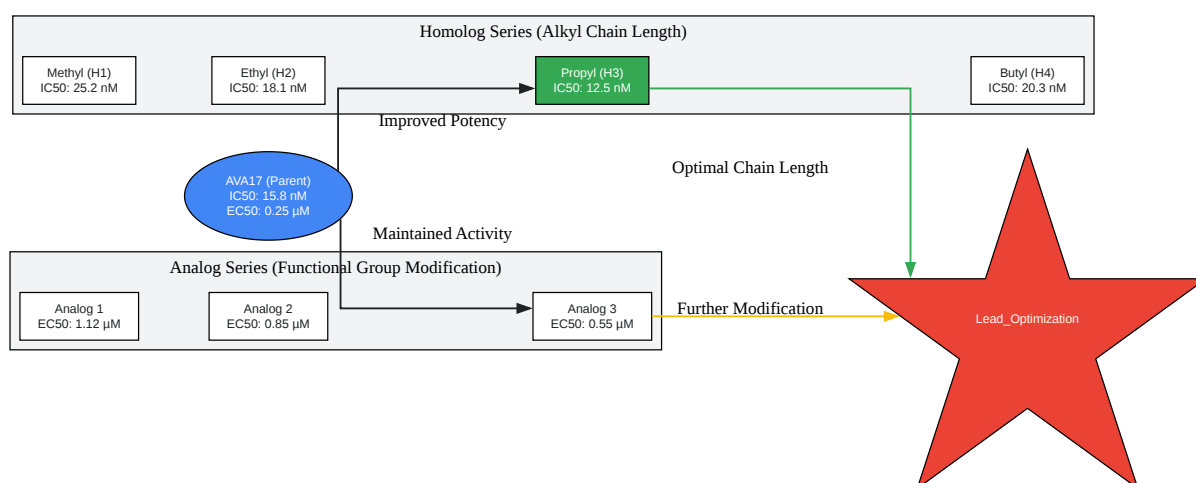 Homolog Series (Alkyl Chain Length)
Methyl (H1)
IC50: 25.2 nM
Ethyl (H2)
IC50: 18.1 nM
Propyl (H3)
IC50: 12.5 nM
Butyl (H4)
IC50: 20.3 nM
Improved Potency
Optimal Chain Length
AVA17 (Parent)
IC50: 15.8 nM
EC50: 0.25 µM
Maintained Activity
Analog Series (Functional Group Modification)
Analog 1
EC50: 1.12 µM
Analog 2
EC50: 0.85 µM
Analog 3
EC50: 0.55 µM
Further Modification
Lead_Optimization